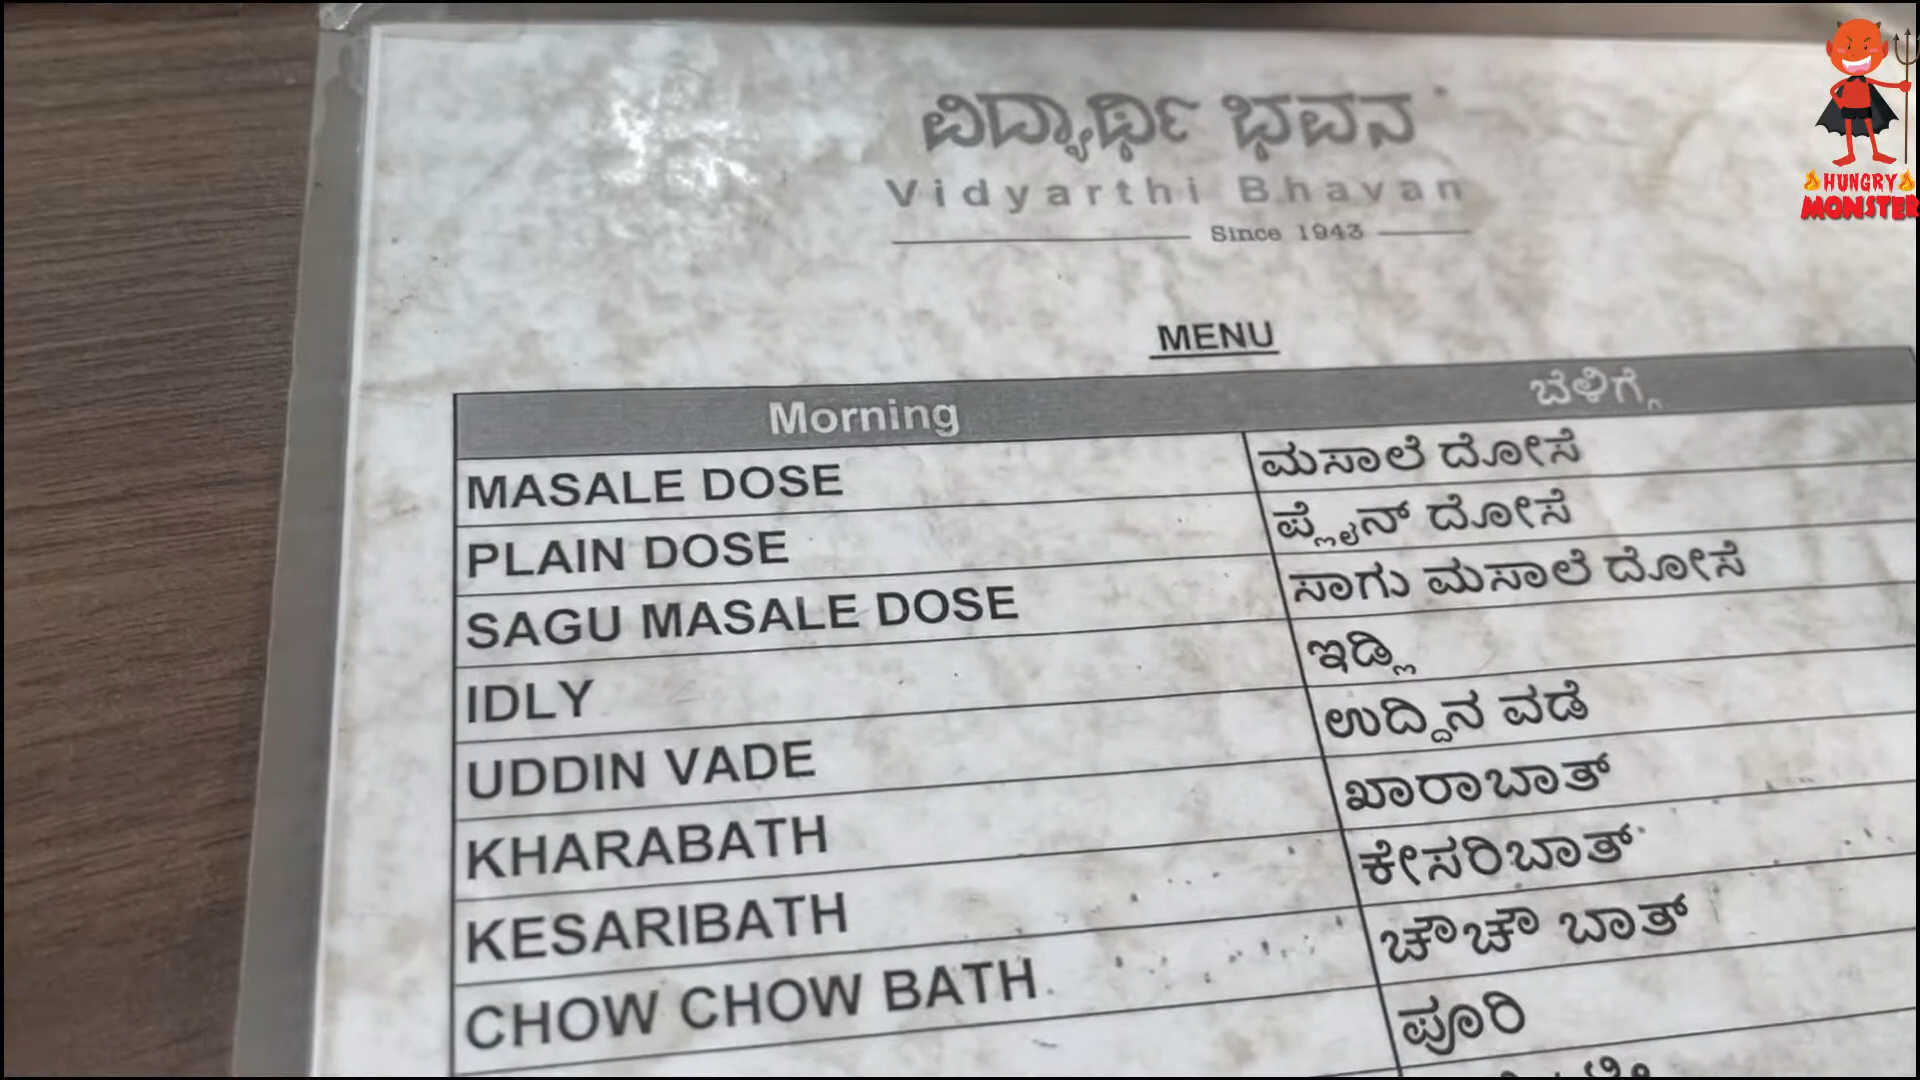 ವಿದ್ಯಾರ್ಥಿ ಭವನ
Vidyarthi Bhavan
Since 1943
MENU
Morning ಬೆಳಿಗ್ಗೆ
MASALE DOSE ಮಸಾಲೆ ದೋಸೆ
PLAIN DOSE ಪ್ಲೈನ್ ದೋಸೆ
SAGU MASALE DOSE ಸಾಗು ಮಸಾಲೆ ದೋಸೆ
IDLY ಇಡ್ಲಿ
UDDIN VADE ಉದ್ದಿನ ವಡೆ
KHARABATH ಖಾರಾಬಾತ್
KESARIBATH ಕೇಸರಿಬಾತ್
CHOW CHOW BATH ಚೌಚೌ ಬಾತ್
ಪೂರಿ
HUNGRY
MONSTER